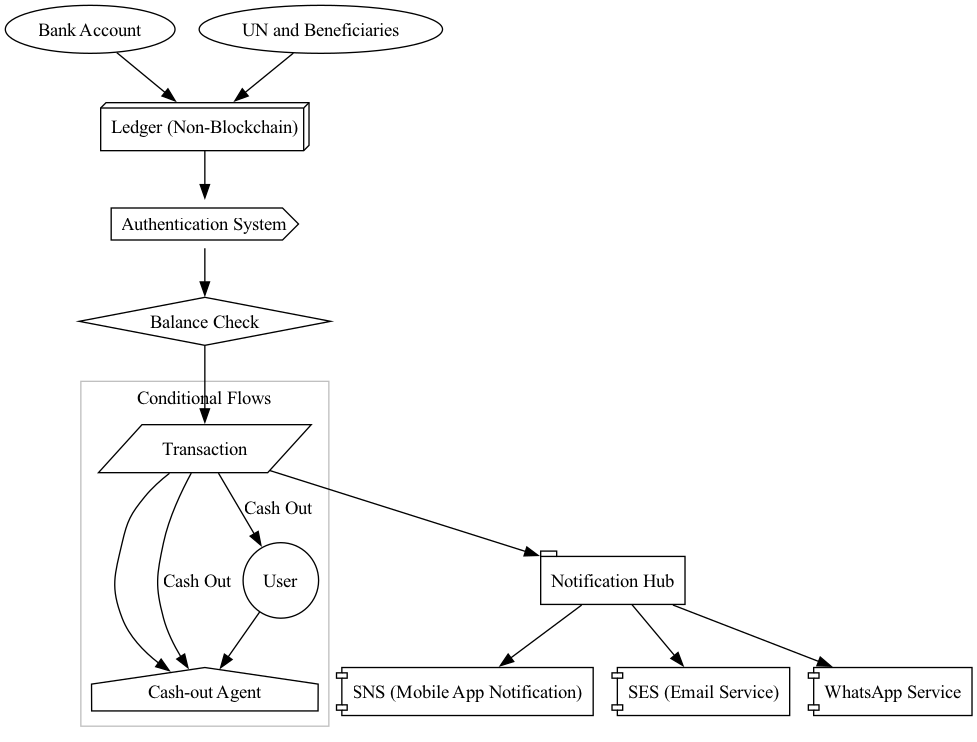 Bank Account
UN and Beneficiaries
Ledger (Non-Blockchain)
Authentication System
Balance Check
Conditional Flows
Transaction
Cash Out
Cash Out
User
Notification Hub
Cash-out Agent
SNS (Mobile App Notification)
SES (Email Service)
WhatsApp Service